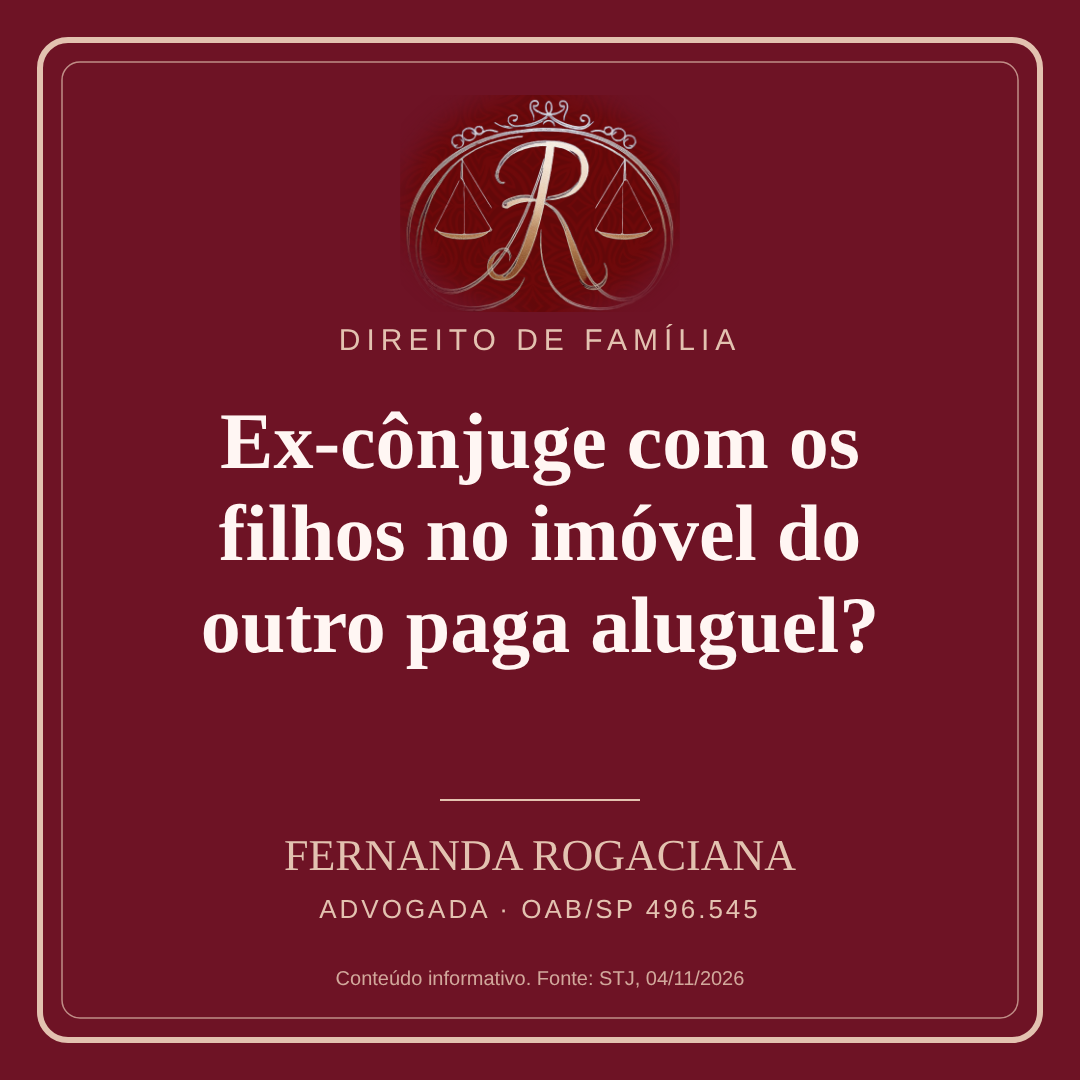 R
DIREITO DE FAMÍLIA
Ex-cônjuge com os
filhos no imóvel do
outro paga aluguel?
FERNANDA ROGACIANA
ADVOGADA · OAB/SP 496.545
Conteúdo informativo. Fonte: STJ, 04/11/2026